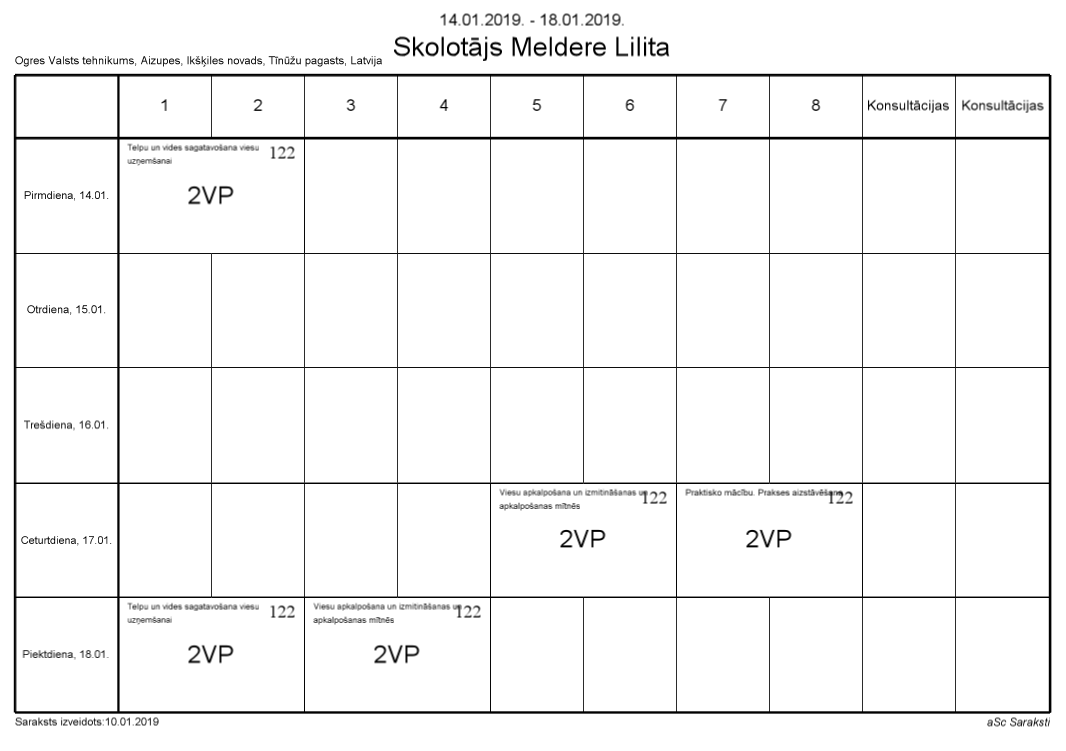 14.01.2019. - 18.01.2019.
Skolotājs Meldere Lilita
Ogres Valsts tehnikums, Aizupes, Ikšķiles novads, Tīnūžu pagasts, Latvija
1 2 3 4 5 6 7 8 Konsultācijas Konsultācijas
Pirmdiena, 14.01.
Telpu un vides sagatavošana viesu
uzņemšanai
122
2VP
Otrdiena, 15.01.
Trešdiena, 16.01.
Ceturtdiena, 17.01.
Viesu apkalpošana un izmitināšanas un
apkalpošanas mītnēs
122
2VP
Praktisko mācību. Prakses aizstāvēšana
122
2VP
Piektdiena, 18.01.
Telpu un vides sagatavošana viesu
uzņemšanai
122
2VP
Viesu apkalpošana un izmitināšanas un
apkalpošanas mītnēs
122
2VP
Saraksts izveidots:10.01.2019
aSc Saraksti